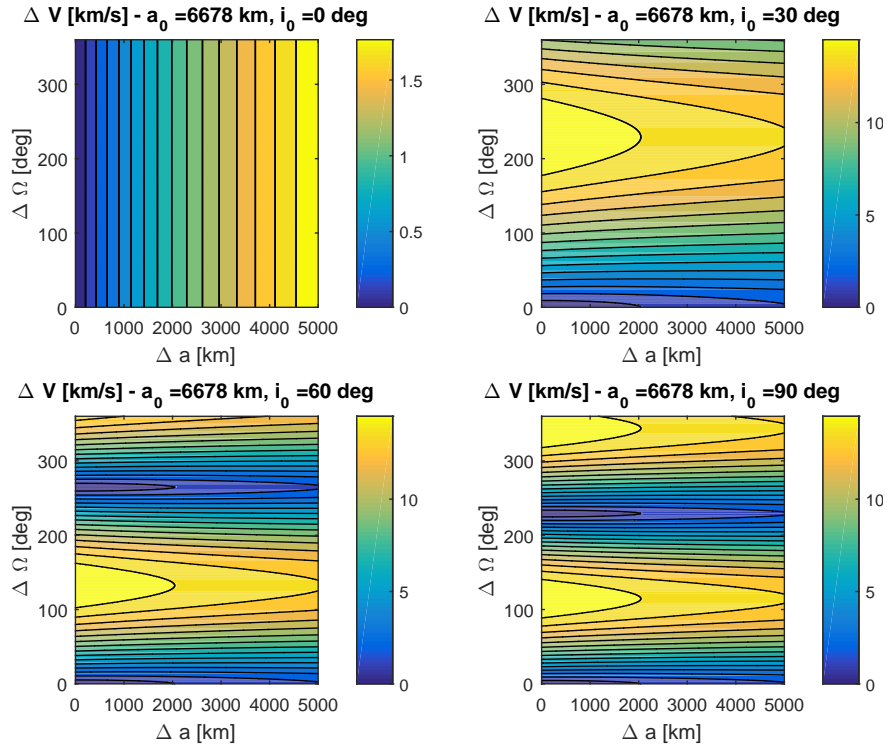 Δ V [km/s] - a0 =6678 km, i0 =0 deg
300
200
100
0
Δ Ω [deg]
0 1000 2000 3000 4000 5000
Δ a [km]
1.5
1
0.5
0
Δ V [km/s] - a0 =6678 km, i0 =30 deg
300
200
100
0
Δ Ω [deg]
0 1000 2000 3000 4000 5000
Δ a [km]
10
5
0
Δ V [km/s] - a0 =6678 km, i0 =60 deg
300
200
100
0
Δ Ω [deg]
0 1000 2000 3000 4000 5000
Δ a [km]
10
5
0
Δ V [km/s] - a0 =6678 km, i0 =90 deg
300
200
100
0
Δ Ω [deg]
0 1000 2000 3000 4000 5000
Δ a [km]
10
5
0